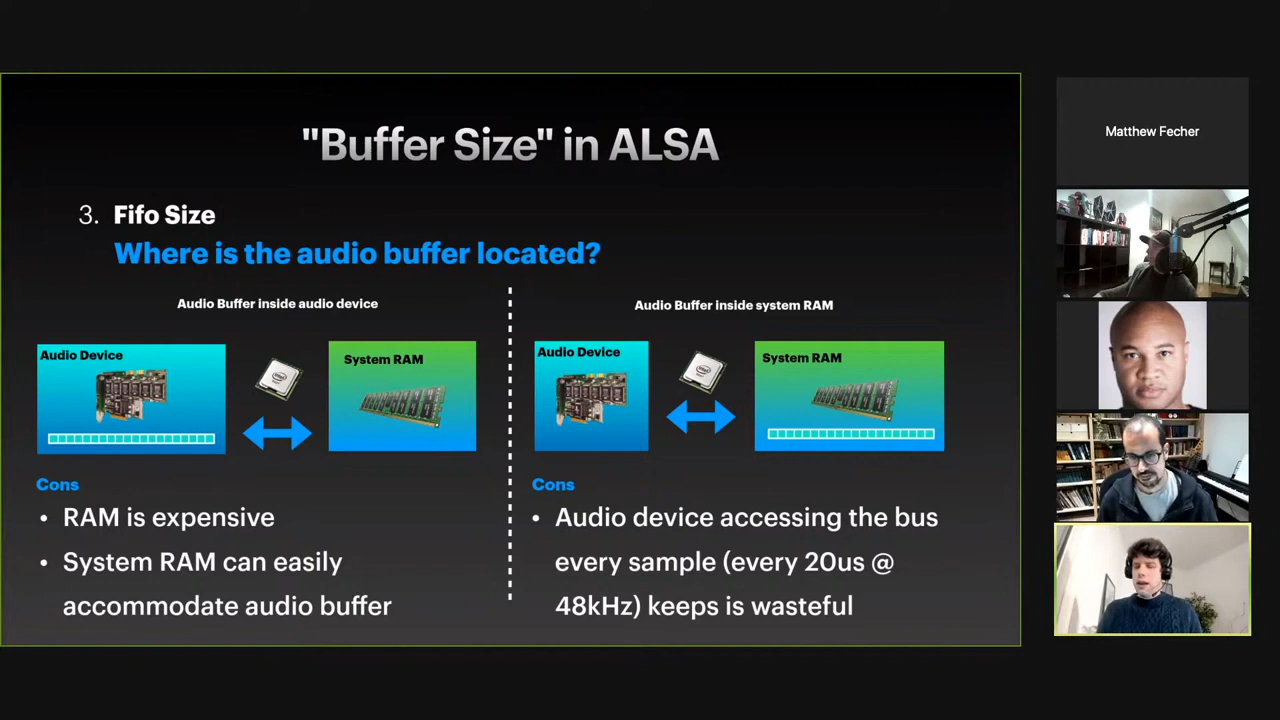 "Buffer Size" in ALSA
3. Fifo Size
Where is the audio buffer located?
Audio Buffer inside audio device
Audio Device
System RAM
Cons
• RAM is expensive
• System RAM can easily
accommodate audio buffer
Audio Buffer inside system RAM
Audio Device
System RAM
Cons
• Audio device accessing the bus
every sample (every 20us @
48kHz) keeps is wasteful
Matthew Fecher